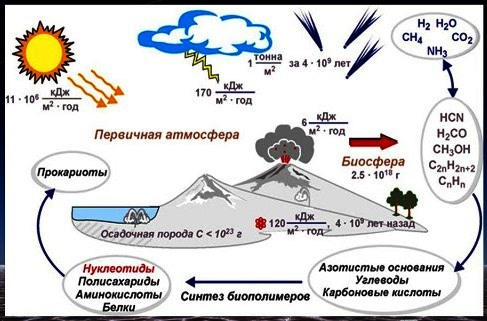 H₂ H₂O
CH₄ CO₂
NH₃
1 тонна/м² за 4 · 10⁹ лет
11 · 10⁶ кДж/м² · год
170 кДж/м² · год
6 кДж/м² · год
Первичная атмосфера
Биосфера
2.5 · 10¹⁸ г
HCN
H₂CO
CH₃OH
C₂ₙH₂ₙ₊₂
CₙHₙ
Прокариоты
120 кДж/м² · год, 4 · 10⁹ лет назад
Осадочная порода С < 10²³ г
Нуклеотиды
Полисахариды
Аминокислоты
Белки
Синтез биополимеров
Азотистые основания
Углеводы
Карбоновые кислоты